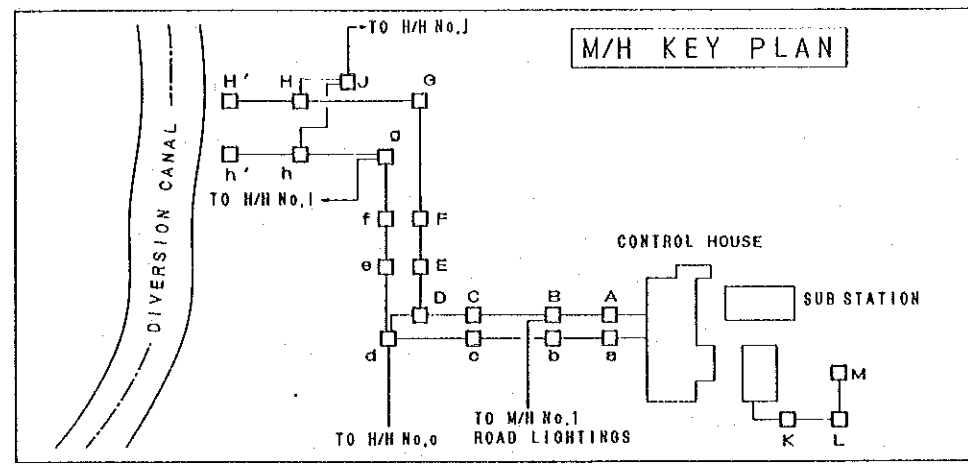 TO H/H No,J
M/H KEY PLAN
H'
H
J
G
g
h'
h
TO H/H No,I
DIVERSION CANAL
f
F
CONTROL HOUSE
e
E
D
C
B
A
SUB STATION
d
c
b
a
M
TO H/H No,o
TO M/H No,1
ROAD LIGHTINGS
K
L